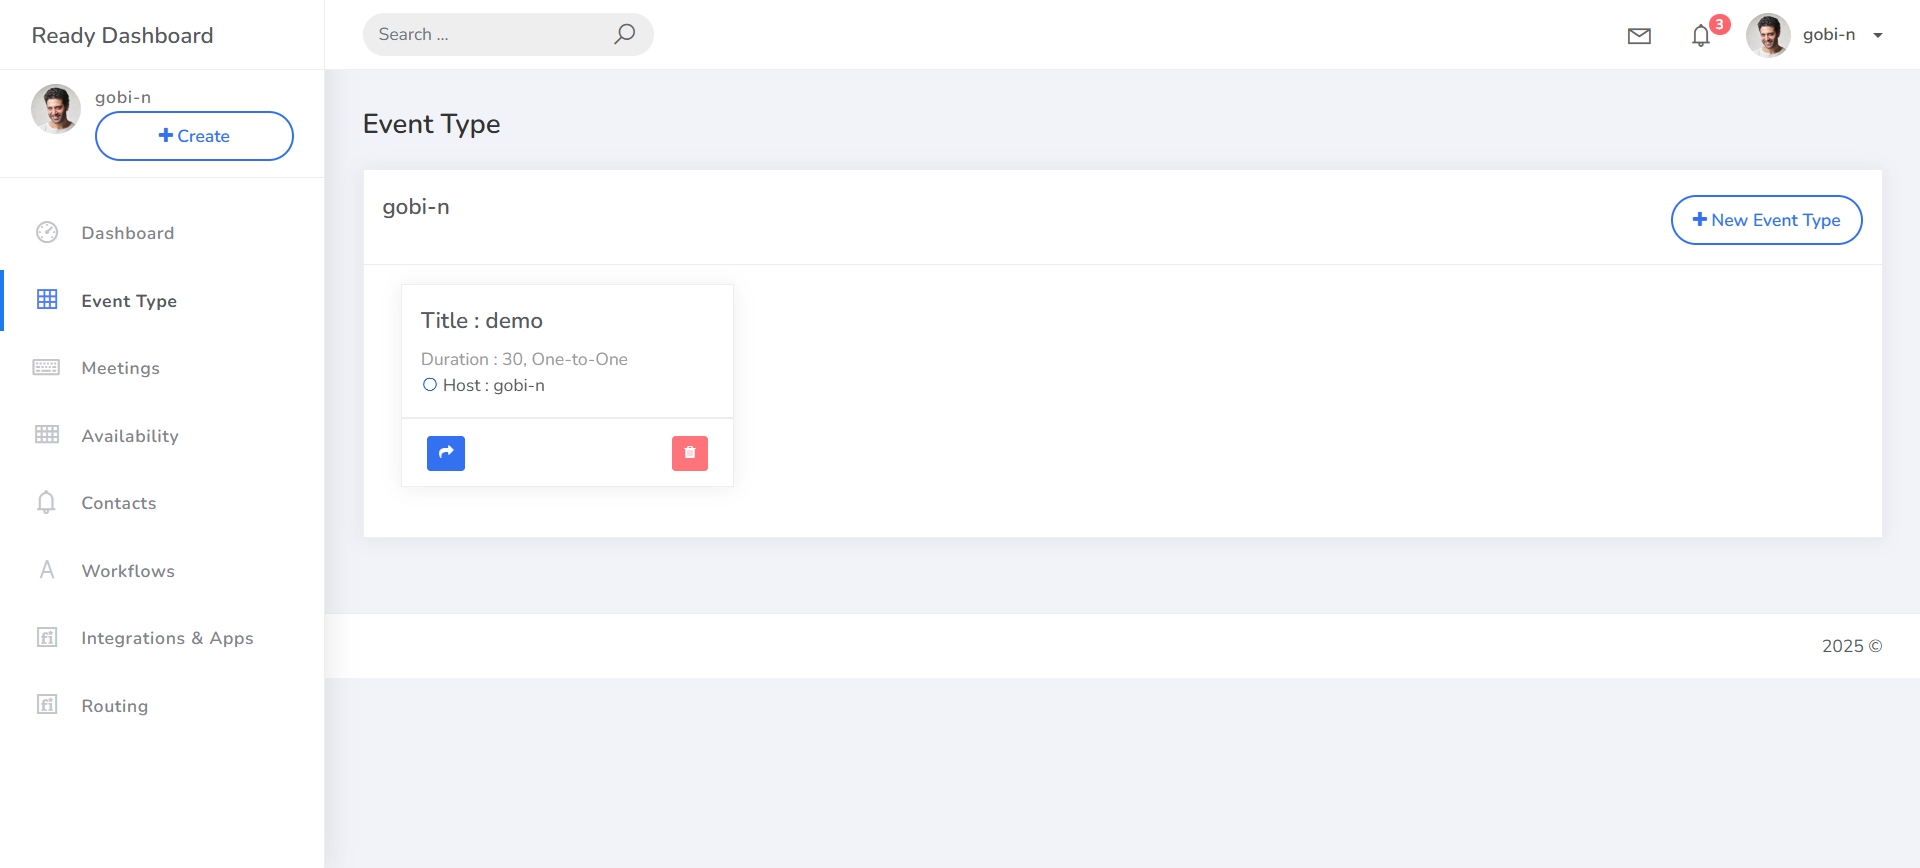 Ready Dashboard
Search ...
3
gobi-n
gobi-n
Create
Dashboard
Event Type
Meetings
Availability
Contacts
Workflows
Integrations & Apps
Routing
Event Type
gobi-n
New Event Type
Title : demo
Duration : 30, One-to-One
Host : gobi-n
2025 ©